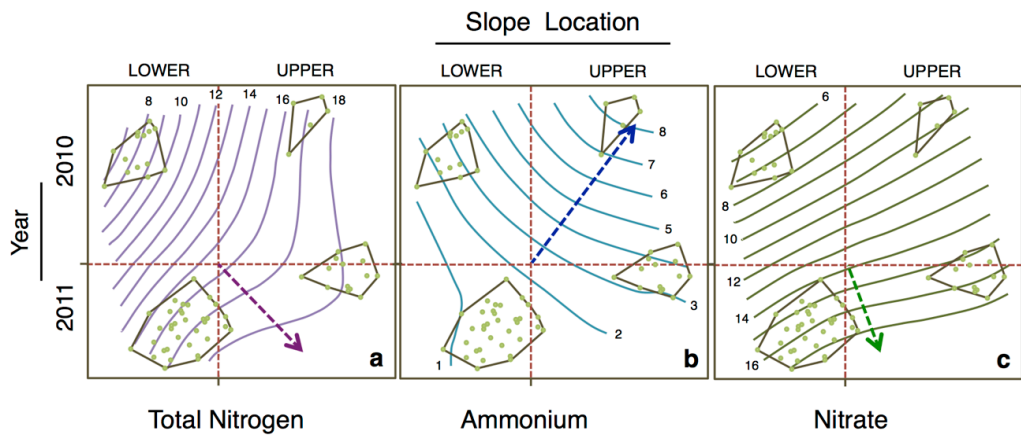 Slope Location
LOWER UPPER LOWER UPPER LOWER UPPER
8 10 12 14 16 18
8
7
6
5
3
2
1
6
8
10
12
14
16
Year
2010
2011
a b c
Total Nitrogen Ammonium Nitrate